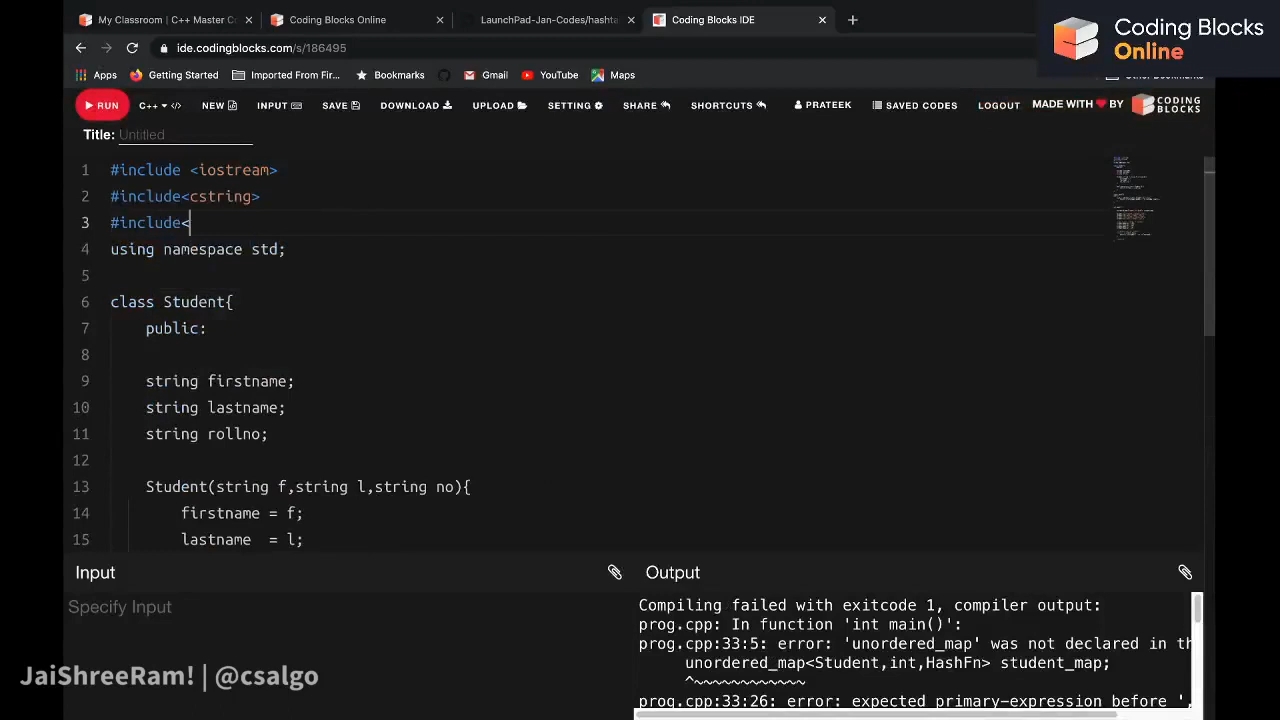 My Classroom | C++ Master C
Coding Blocks Online
LaunchPad-Jan-Codes/hashta
Coding Blocks IDE
Coding Blocks
Online
ide.codingblocks.com/s/186495
Apps Getting Started Imported From Fir... Bookmarks Gmail YouTube Maps
RUN C++ </> NEW INPUT SAVE DOWNLOAD UPLOAD SETTING SHARE SHORTCUTS PRATEEK SAVED CODES LOGOUT MADE WITH BY CODING BLOCKS
Title: Untitled
1 #include <iostream>
2 #include<cstring>
3 #include<
4 using namespace std;
5
6 class Student{
7 public:
8
9 string firstname;
10 string lastname;
11 string rollno;
12
13 Student(string f,string l,string no){
14 firstname = f;
15 lastname  = l;
Input
Specify Input
Output
Compiling failed with exitcode 1, compiler output:
prog.cpp: In function 'int main()':
prog.cpp:33:5: error: 'unordered_map' was not declared in th
unordered_map<Student,int,HashFn> student_map;
^~~~~~~~~~~~~
prog.cpp:33:26: error: expected primary-expression before ',
JaiShreeRam! | @csalgo